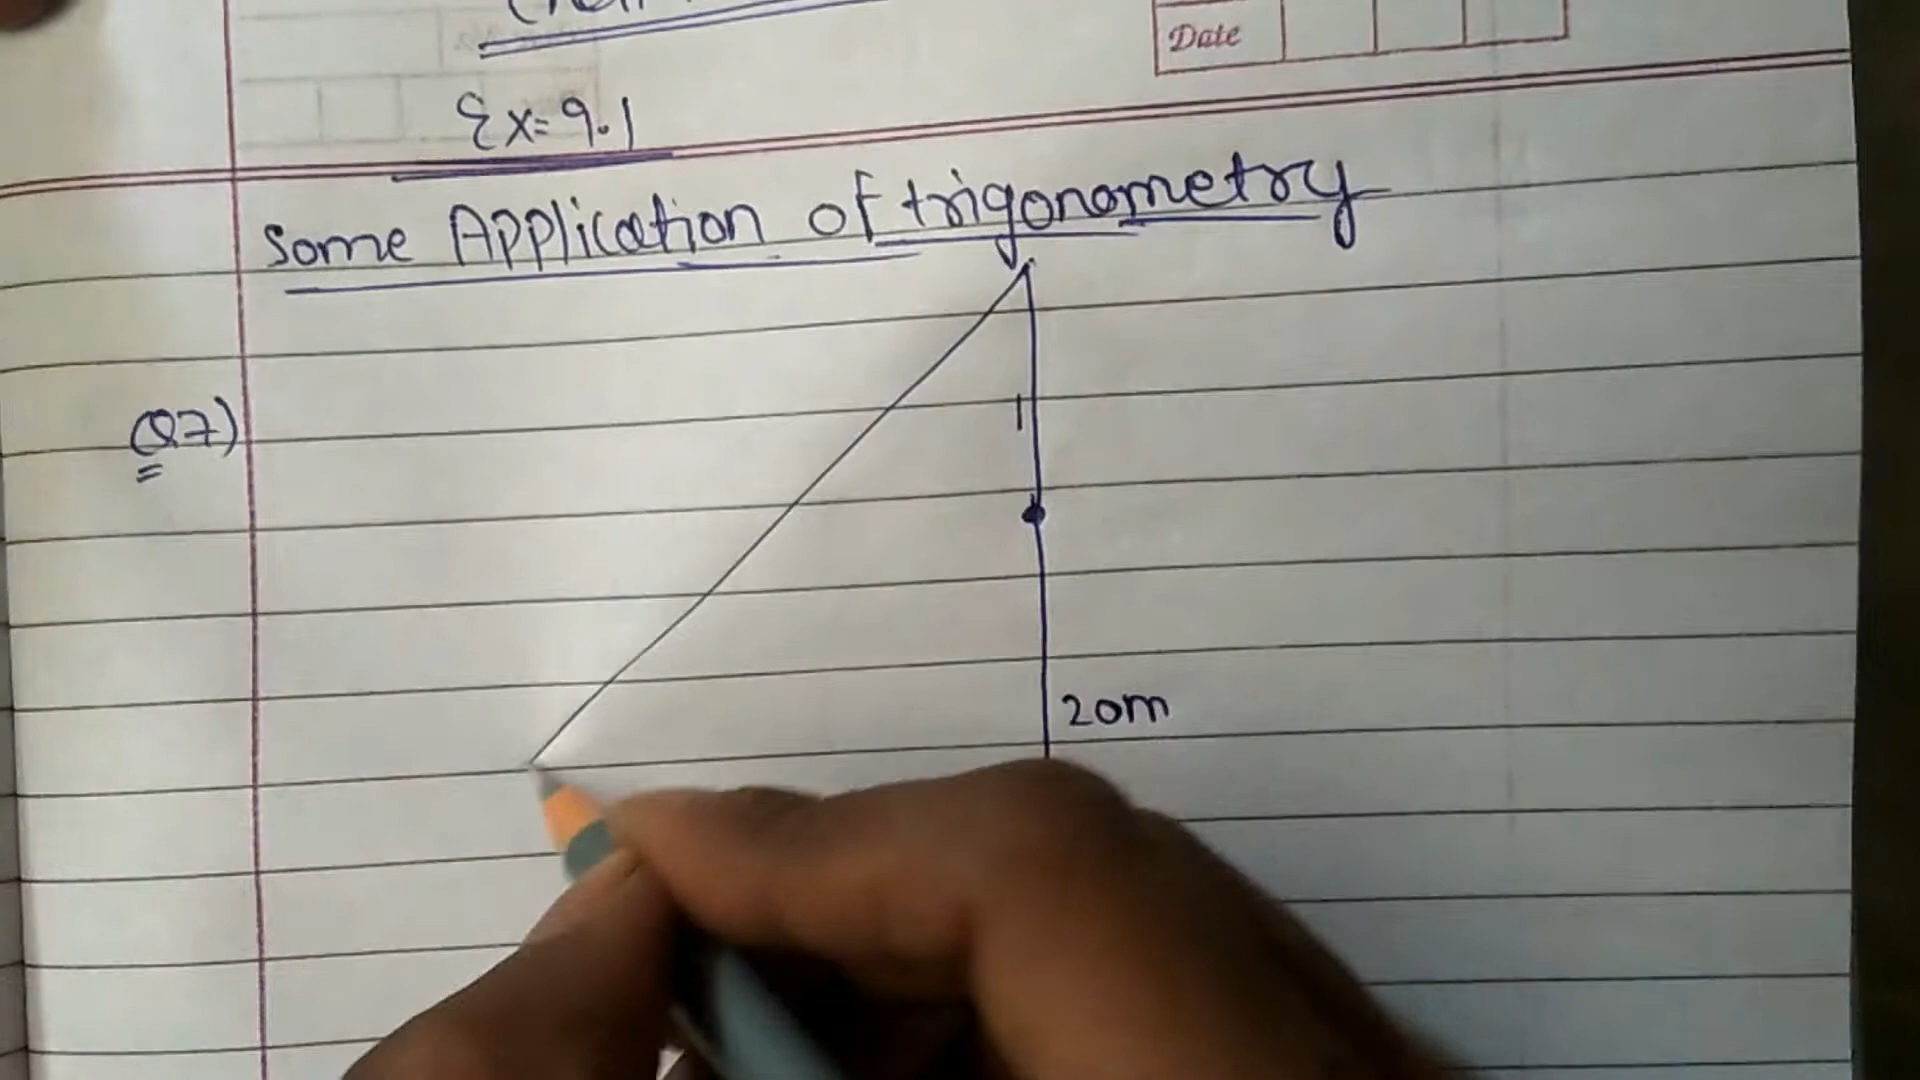 Date
Ex= 9.1
Some Application of trigonometry
Q7)
20m